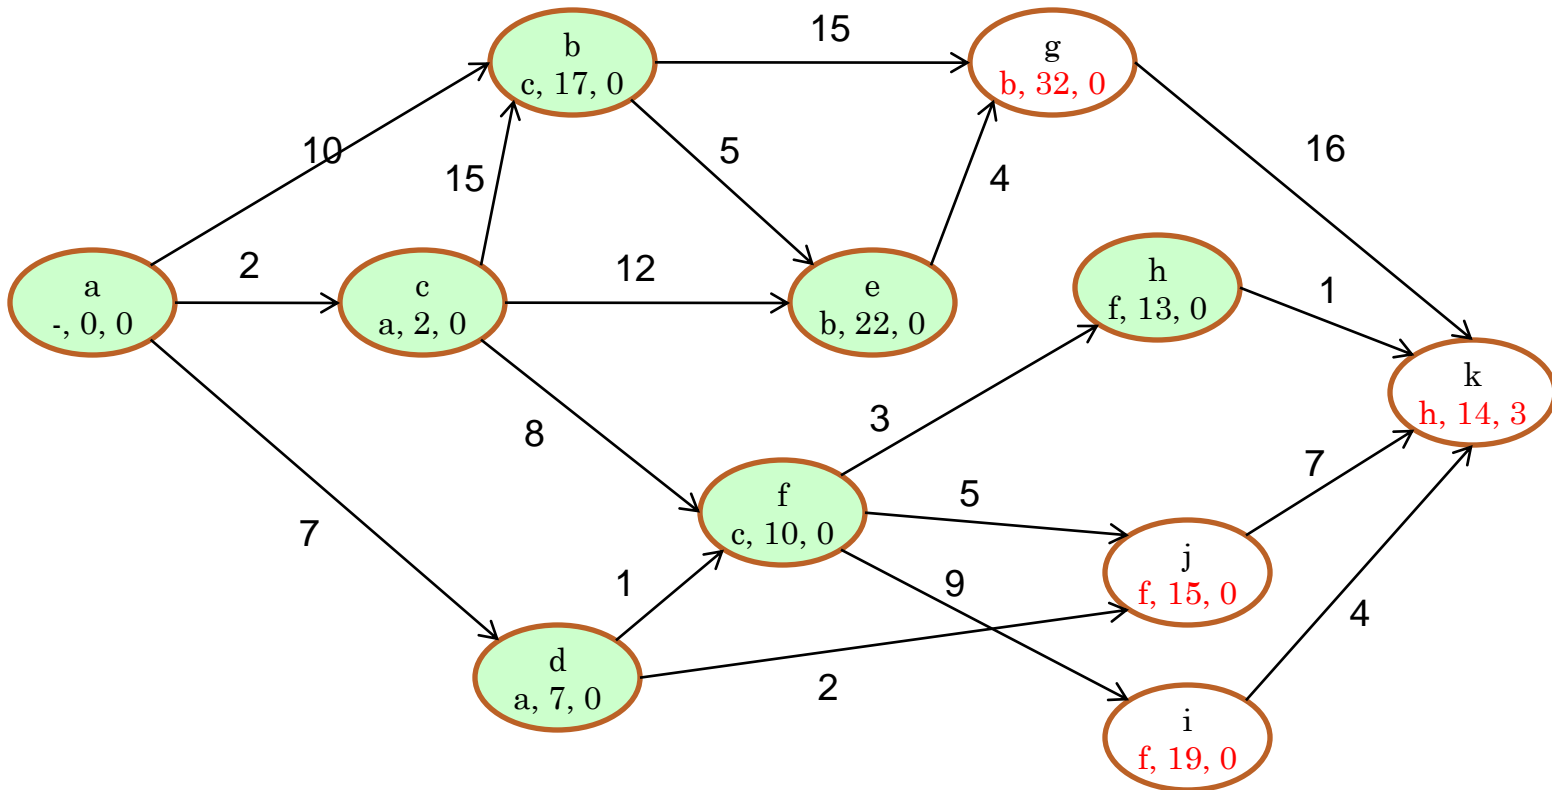 b
c, 17, 0
15
g
b, 32, 0
10
15
5
4
16
2
12
a
-, 0, 0
c
a, 2, 0
e
b, 22, 0
h
f, 13, 0
1
k
h, 14, 3
8
3
7
5
7
f
c, 10, 0
1
9
j
f, 15, 0
4
d
a, 7, 0
2
i
f, 19, 0